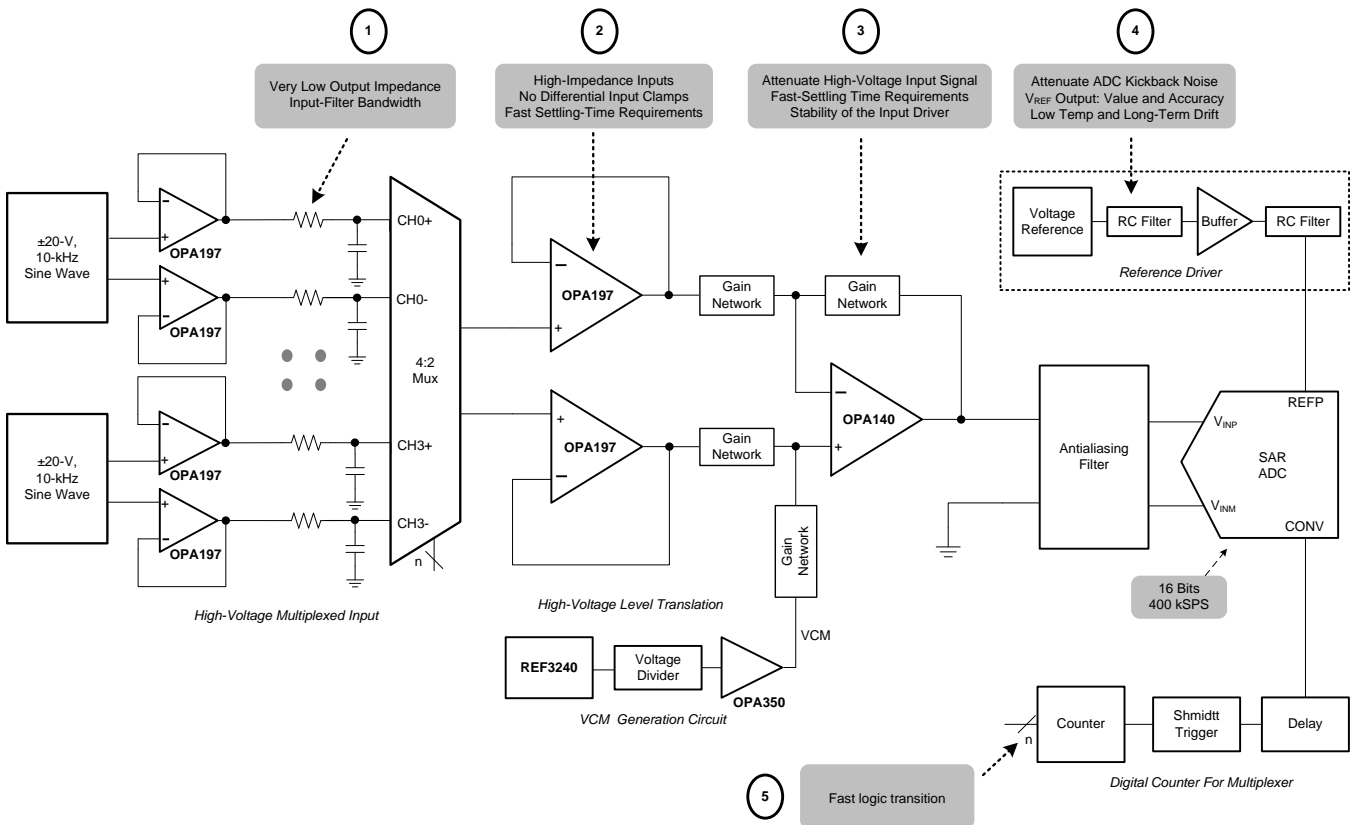 1
2
3
4
Very Low Output Impedance
Input-Filter Bandwidth
High-Impedance Inputs
No Differential Input Clamps
Fast Settling-Time Requirements
Attenuate High-Voltage Input Signal
Fast-Settling Time Requirements
Stability of the Input Driver
Attenuate ADC Kickback Noise
VREF Output: Value and Accuracy
Low Temp and Long-Term Drift
±20-V,
10-kHz
Sine Wave
−
+
OPA197
+
−
OPA197
CH0+
CH0-
4:2
Mux
±20-V,
10-kHz
Sine Wave
−
+
OPA197
+
−
OPA197
CH3+
CH3-
n
High-Voltage Multiplexed Input
−
OPA197
+
+
OPA197
−
High-Voltage Level Translation
Gain
Network
Gain
Network
Gain
Network
Gain
Network
−
OPA140
+
VCM
REF3240
Voltage
Divider
OPA350
VCM Generation Circuit
Voltage
Reference
RC Filter
Buffer
RC Filter
Reference Driver
Antialiasing
Filter
REFP
VINP
SAR
ADC
VINM
CONV
16 Bits
400 kSPS
n
Counter
Shmidtt
Trigger
Delay
Digital Counter For Multiplexer
5
Fast logic transition